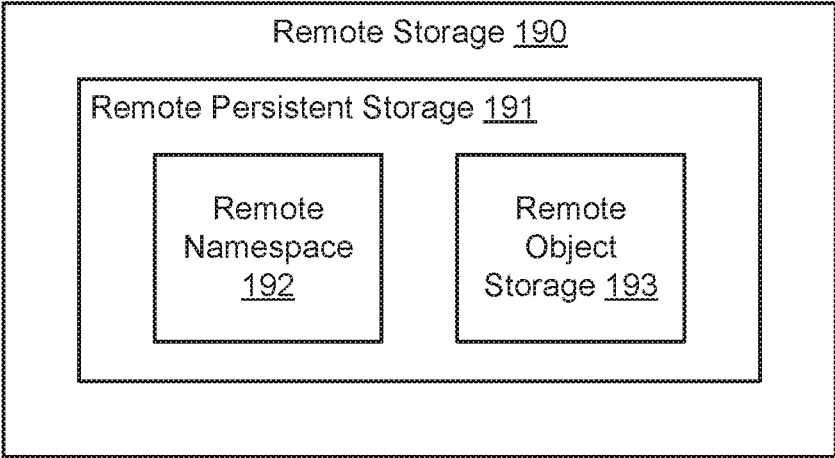 Remote Storage 190
Remote Persistent Storage 191
Remote
Namespace
192
Remote
Object
Storage 193